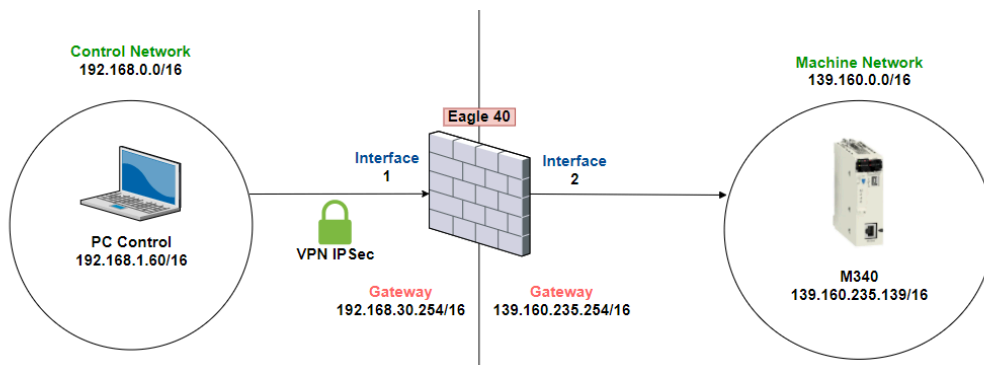 Control Network
192.168.0.0/16
Machine Network
139.160.0.0/16
Eagle 40
Interface
1
Interface
2
VPN IPSec
PC Control
192.168.1.60/16
M340
139.160.235.139/16
Gateway
192.168.30.254/16
Gateway
139.160.235.254/16